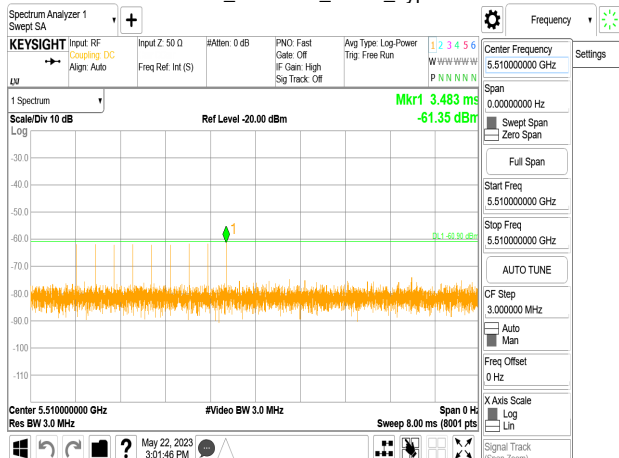 Spectrum Analyzer 1
Swept SA
Frequency
Settings
KEYSIGHT
Input: RF
Coupling: DC
Align: Auto
Input Z: 50 Ω
Freq Ref: Int (S)
#Atten: 0 dB
PNO: Fast
Gate: Off
IF Gain: High
Sig Track: Off
Avg Type: Log-Power
Trig: Free Run
1 2 3 4 5 6
W W W W W W
P N N N N N
LXI
1 Spectrum
Mkr1 3.483 ms
-61.35 dBm
Scale/Div 10 dB
Ref Level -20.00 dBm
Log
-30.0
-40.0
-50.0
-60.0
-70.0
-80.0
-90.0
-100
-110
1
DL1 -60.90 dBm
Center 5.510000000 GHz
Res BW 3.0 MHz
#Video BW 3.0 MHz
Span 0 Hz
Sweep 8.00 ms (8001 pts)
May 22, 2023
3:01:46 PM
Center Frequency
5.510000000 GHz
Span
0.00000000 Hz
Swept Span
Zero Span
Full Span
Start Freq
5.510000000 GHz
Stop Freq
5.510000000 GHz
AUTO TUNE
CF Step
3.000000 MHz
Auto
Man
Freq Offset
0 Hz
X Axis Scale
Log
Lin
Signal Track